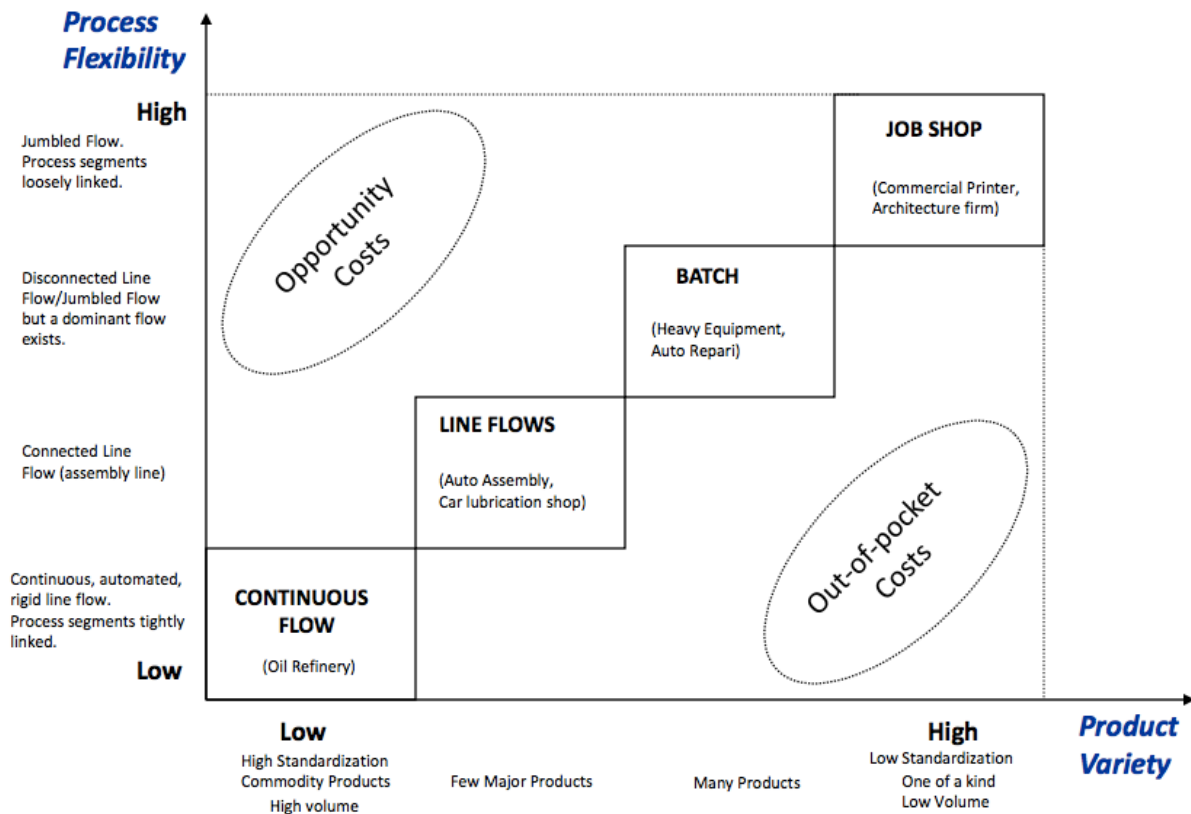 Process
Flexibility
High
Jumbled Flow.
Process segments
loosely linked.
Disconnected Line
Flow/Jumbled Flow
but a dominant flow
exists.
Connected Line
Flow (assembly line)
Continuous, automated,
rigid line flow.
Process segments tightly
linked.
Low
Opportunity
Costs
JOB SHOP
(Commercial Printer,
Architecture firm)
BATCH
(Heavy Equipment,
Auto Repari)
LINE FLOWS
(Auto Assembly,
Car lubrication shop)
CONTINUOUS
FLOW
(Oil Refinery)
Out-of-pocket
Costs
Low
High Standardization
Commodity Products
High volume
Few Major Products
Many Products
High
Low Standardization
One of a kind
Low Volume
Product
Variety